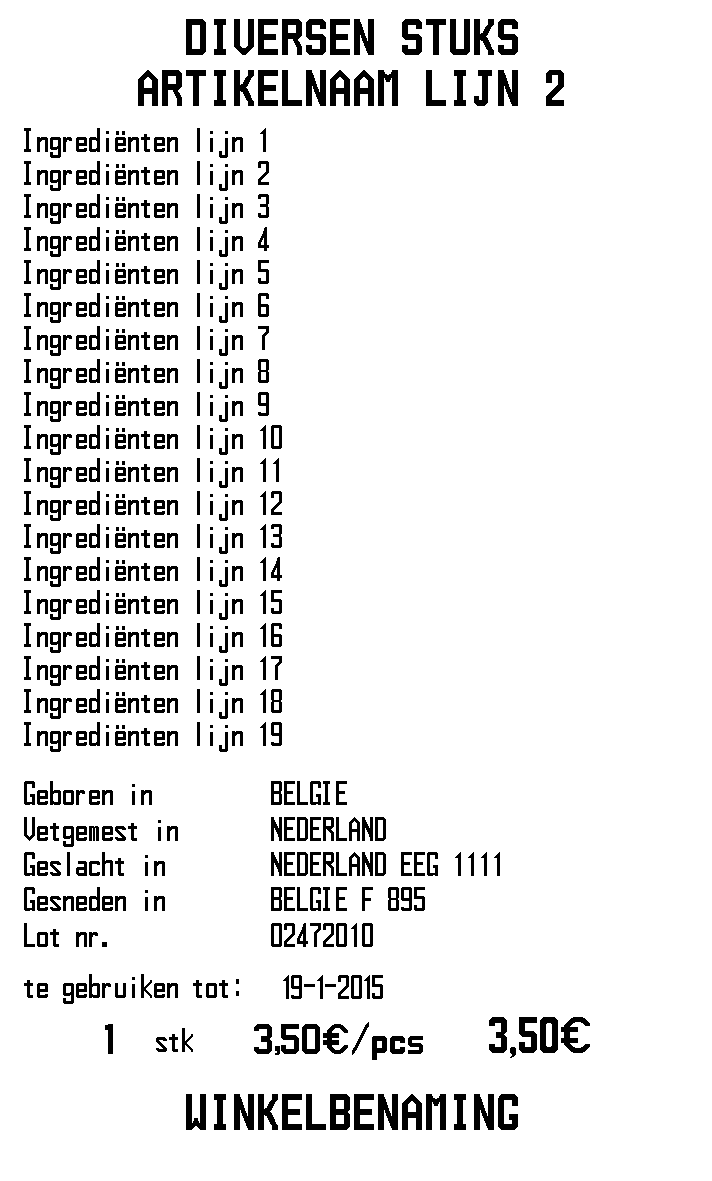 DIVERSEN STUKS
ARTIKELNAAM LIJN 2
Ingrediënten lijn 1
Ingrediënten lijn 2
Ingrediënten lijn 3
Ingrediënten lijn 4
Ingrediënten lijn 5
Ingrediënten lijn 6
Ingrediënten lijn 7
Ingrediënten lijn 8
Ingrediënten lijn 9
Ingrediënten lijn 10
Ingrediënten lijn 11
Ingrediënten lijn 12
Ingrediënten lijn 13
Ingrediënten lijn 14
Ingrediënten lijn 15
Ingrediënten lijn 16
Ingrediënten lijn 17
Ingrediënten lijn 18
Ingrediënten lijn 19
Geboren in BELGIE
Vetgemest in NEDERLAND
Geslacht in NEDERLAND EEG 1111
Gesneden in BELGIE F 895
Lot nr. 02472010
te gebruiken tot: 19-1-2015
1 stk 3,50€/pcs 3,50€
WINKELBENAMING